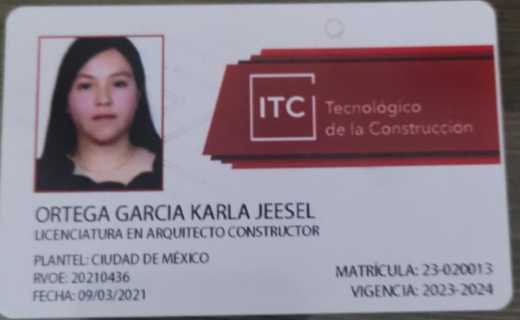 ITC
Tecnológico
de la Construcción
ORTEGA GARCIA KARLA JEESEL
LICENCIATURA EN ARQUITECTO CONSTRUCTOR
PLANTEL: CIUDAD DE MÉXICO
RVOE: 20210436
FECHA: 09/03/2021
MATRÍCULA: 23-020013
VIGENCIA: 2023-2024